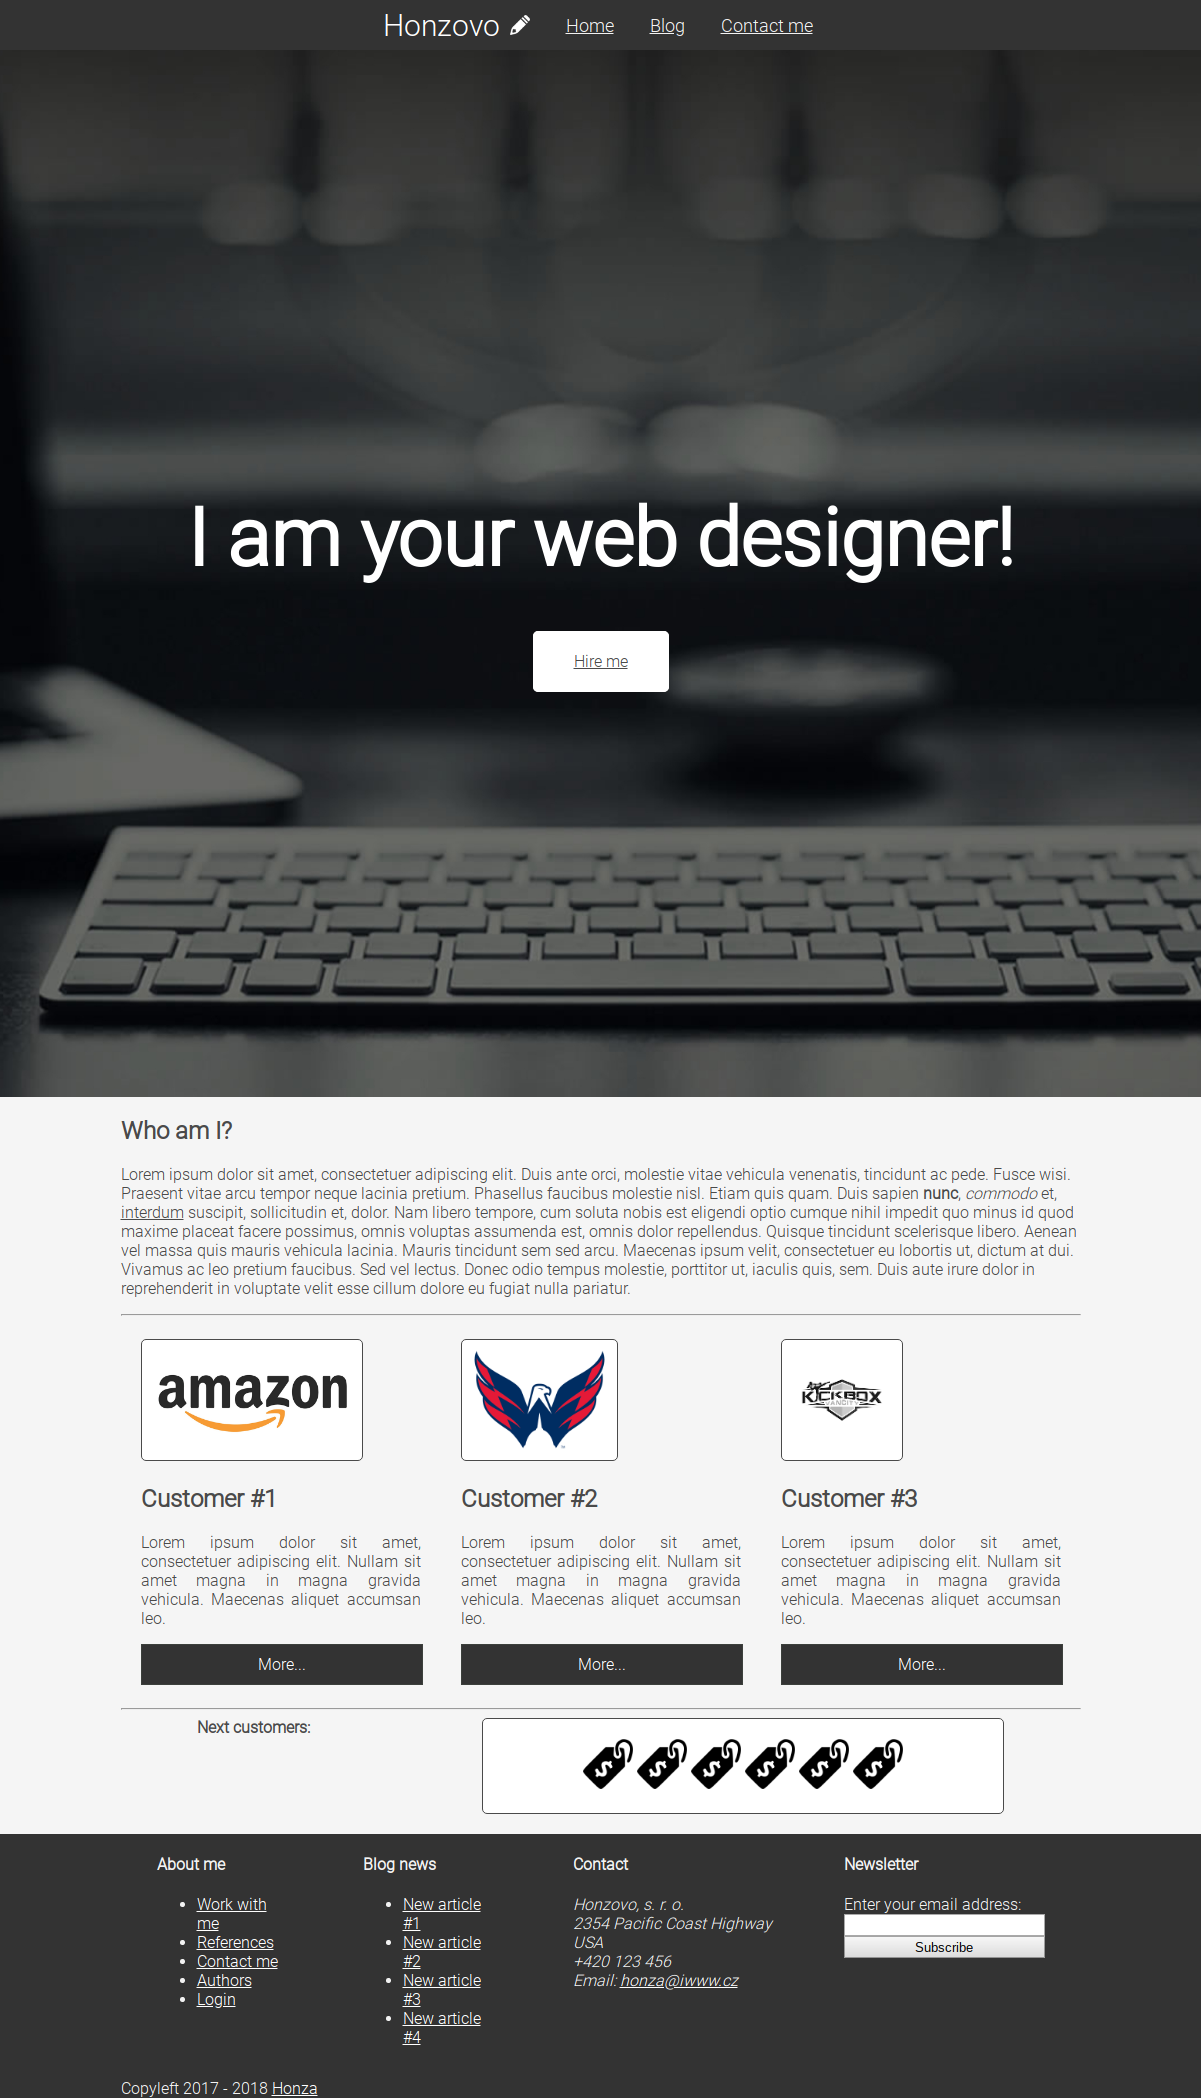 Honzovo Home Blog Contact me
I am your web designer!
Hire me
Who am I?
Lorem ipsum dolor sit amet, consectetuer adipiscing elit. Duis ante orci, molestie vitae vehicula venenatis, tincidunt ac pede. Fusce wisi.
Praesent vitae arcu tempor neque lacinia pretium. Phasellus faucibus molestie nisl. Etiam quis quam. Duis sapien nunc, commodo et,
interdum suscipit, sollicitudin et, dolor. Nam libero tempore, cum soluta nobis est eligendi optio cumque nihil impedit quo minus id quod
maxime placeat facere possimus, omnis voluptas assumenda est, omnis dolor repellendus. Quisque tincidunt scelerisque libero. Aenean
vel massa quis mauris vehicula lacinia. Mauris tincidunt sem sed arcu. Maecenas ipsum velit, consectetuer eu lobortis ut, dictum at dui.
Vivamus ac leo pretium faucibus. Sed vel lectus. Donec odio tempus molestie, porttitor ut, iaculis quis, sem. Duis aute irure dolor in
reprehenderit in voluptate velit esse cillum dolore eu fugiat nulla pariatur.
amazon
Customer #1
Lorem ipsum dolor sit amet,
consectetuer adipiscing elit. Nullam sit
amet magna in magna gravida
vehicula. Maecenas aliquet accumsan
leo.
More...
Customer #2
Lorem ipsum dolor sit amet,
consectetuer adipiscing elit. Nullam sit
amet magna in magna gravida
vehicula. Maecenas aliquet accumsan
leo.
More...
KICKBOX
VANCITY
Customer #3
Lorem ipsum dolor sit amet,
consectetuer adipiscing elit. Nullam sit
amet magna in magna gravida
vehicula. Maecenas aliquet accumsan
leo.
More...
Next customers:
$ $ $ $ $ $
About me
Work with
me
References
Contact me
Authors
Login
Blog news
New article
#1
New article
#2
New article
#3
New article
#4
Contact
Honzovo, s. r. o.
2354 Pacific Coast Highway
USA
+420 123 456
Email: honza@iwww.cz
Newsletter
Enter your email address:
Subscribe
Copyleft 2017 - 2018 Honza